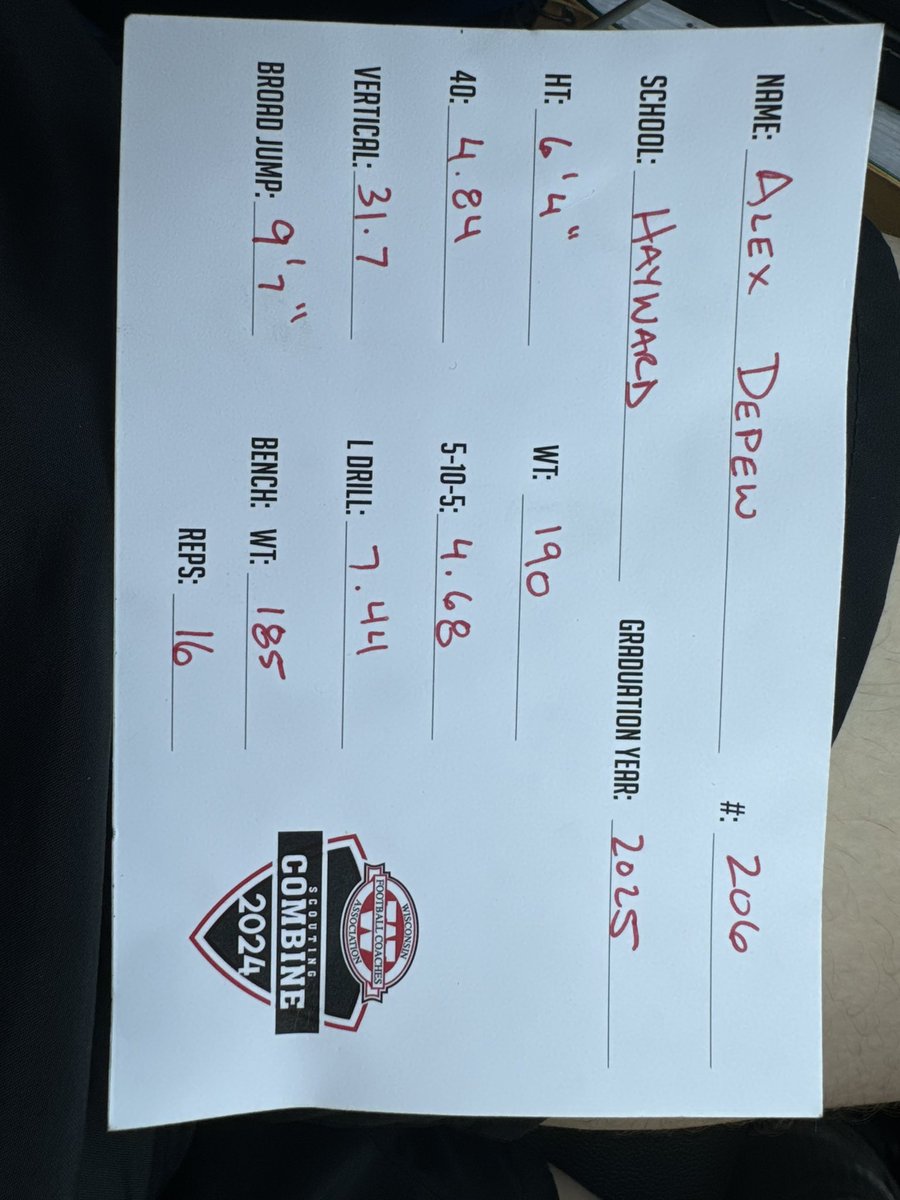 NAME: ALEX DEPEW #: 206
SCHOOL: HAYWARD GRADUATION YEAR: 2025
HT: 6'4" WT: 190
40: 4.84 5-10-5: 4.68
VERTICAL: 31.7 L DRILL: 7.44
BROAD JUMP: 9'7" BENCH: WT: 185
REPS: 16
WISCONSIN
FOOTBALL COACHES
ASSOCIATION
SCOUTING
COMBINE
2024